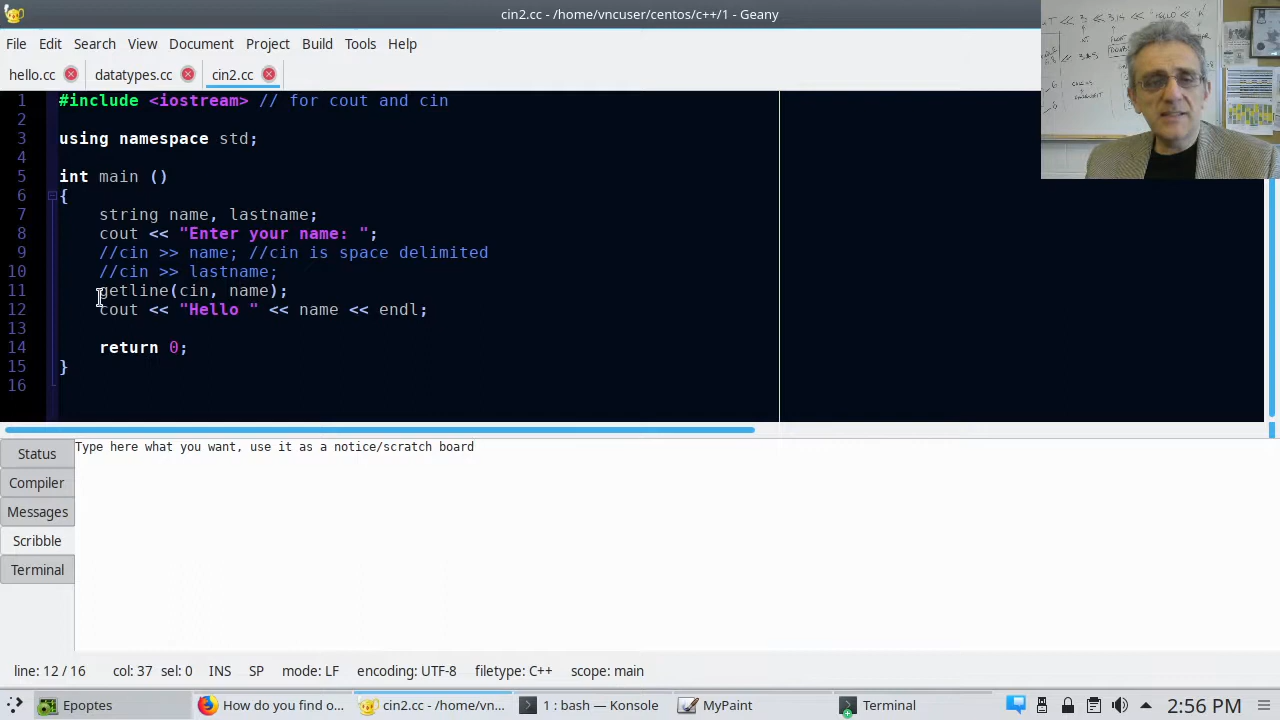 cin2.cc - /home/vncuser/centos/c++/1 - Geany
File Edit Search View Document Project Build Tools Help
hello.cc datatypes.cc cin2.cc
1 #include <iostream> // for cout and cin
2
3 using namespace std;
4
5 int main ()
6 {
7 string name, lastname;
8 cout << "Enter your name: ";
9 //cin >> name; //cin is space delimited
10 //cin >> lastname;
11 getline(cin, name);
12 cout << "Hello " << name << endl;
13
14 return 0;
15 }
16
Status
Compiler
Messages
Scribble
Terminal
Type here what you want, use it as a notice/scratch board
line: 12 / 16 col: 37 sel: 0 INS SP mode: LF encoding: UTF-8 filetype: C++ scope: main
Epoptes How do you find o... cin2.cc - /home/vn... 1 : bash — Konsole MyPaint Terminal 2:56 PM